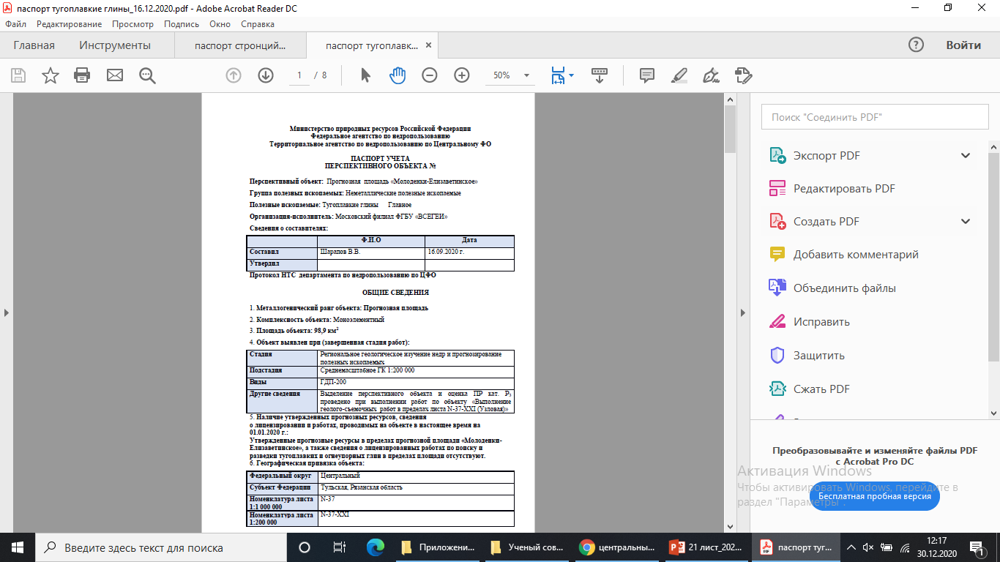 паспорт тугоплавкие глины_16.12.2020.pdf - Adobe Acrobat Reader DC
Файл Редактирование Просмотр Подпись Окно Справка
Главная Инструменты паспорт стронций... паспорт тугоплавк... × ? Войти
1 / 8 50%
Министерство природных ресурсов Российской Федерации
Федеральное агентство по недропользованию
Территориальное агентство по недропользованию по Центральному ФО
ПАСПОРТ УЧЕТА
ПЕРСПЕКТИВНОГО ОБЪЕКТА №
Перспективный объект: Прогнозная площадь «Молоденки-Елизаветинское»
Группа полезных ископаемых: Неметаллические полезные ископаемые
Полезные ископаемые: Тугоплавкие глины Главное
Организация-исполнитель: Московский филиал ФГБУ «ВСЕГЕИ»
Сведения о составителях:
Ф.И.О Дата
Составил Шарапов В.В. 16.09.2020 г.
Утвердил
Протокол НТС департамента по недропользованию по ЦФО
ОБЩИЕ СВЕДЕНИЯ
1. Металлогенический ранг объекта: Прогнозная площадь
2. Комплексность объекта: Моноэлементный
3. Площадь объекта: 98,9 км²
4. Объект выявлен при (завершенная стадия работ):
Стадия Региональное геологическое изучение недр и прогнозирование
полезных ископаемых
Подстадия Среднемасштабное ГК 1:200 000
Виды ГДП-200
Другие сведения Выделение перспективного объекта и оценка ПР кат. Р₃
проведено при выполнении работ по объекту «Выполнение
геолого-съемочных работ в пределах листа N-37-XXI (Узловая)»
5. Наличие утвержденных прогнозных ресурсов, сведения
о лицензировании и работах, проводимых на объекте в настоящее время на
01.01.2020 г.:
Утвержденные прогнозные ресурсы в пределах прогнозной площади «Молоденки-
Елизаветинское», а также сведения о лицензированных работах по поиску и
разведки тугоплавких и огнеупорных глин в пределах площади отсутствуют.
6. Географическая привязка объекта:
Федеральный округ Центральный
Субъект Федерации Тульская, Рязанская область
Номенклатура листа N-37
1:1 000 000
Номенклатура листа N-37-XXI
1:200 000
Поиск "Соединить PDF"
Экспорт PDF
Редактировать PDF
Создать PDF
Добавить комментарий
Объединить файлы
Исправить
Защитить
Сжать PDF
Преобразовывайте и изменяйте файлы PDF
с Acrobat Pro DC
Бесплатная пробная версия
Активация Windows
Чтобы активировать Windows, перейдите в
раздел "Параметры".
Введите здесь текст для поиска Приложени... Ученый сов... центральны... 21 лист_202... паспорт туг... 12:17
30.12.2020 1